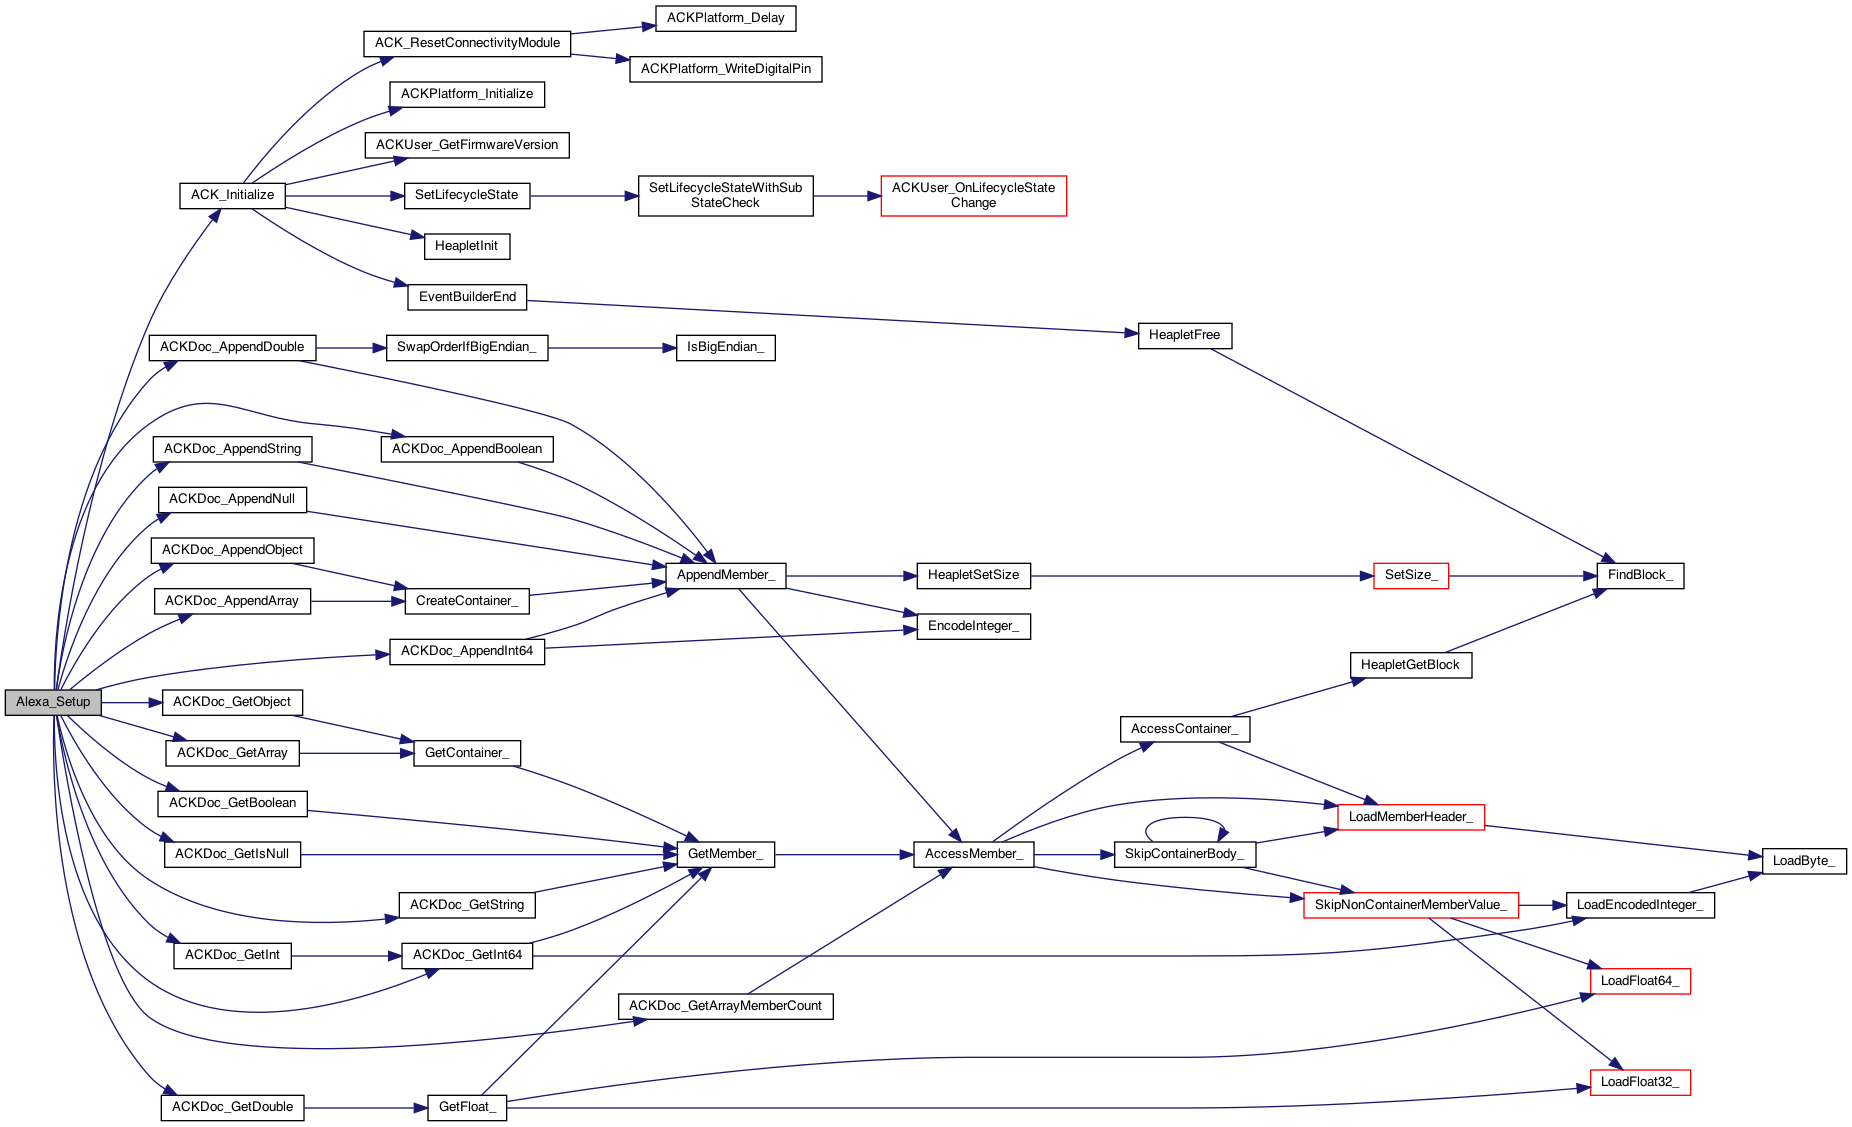 ACKPlatform_Delay
ACK_ResetConnectivityModule
ACKPlatform_WriteDigitalPin
ACKPlatform_Initialize
ACKUser_GetFirmwareVersion
ACK_Initialize
SetLifecycleState
SetLifecycleStateWithSub
StateCheck
ACKUser_OnLifecycleState
Change
HeapletInit
EventBuilderEnd
HeapletFree
ACKDoc_AppendDouble
SwapOrderIfBigEndian_
IsBigEndian_
ACKDoc_AppendString
ACKDoc_AppendBoolean
ACKDoc_AppendNull
ACKDoc_AppendObject
AppendMember_
HeapletSetSize
SetSize_
FindBlock_
ACKDoc_AppendArray
CreateContainer_
EncodeInteger_
ACKDoc_AppendInt64
HeapletGetBlock
Alexa_Setup
ACKDoc_GetObject
AccessContainer_
ACKDoc_GetArray
GetContainer_
ACKDoc_GetBoolean
LoadMemberHeader_
ACKDoc_GetIsNull
GetMember_
AccessMember_
SkipContainerBody_
LoadByte_
ACKDoc_GetString
SkipNonContainerMemberValue_
LoadEncodedInteger_
ACKDoc_GetInt
ACKDoc_GetInt64
LoadFloat64_
ACKDoc_GetArrayMemberCount
LoadFloat32_
ACKDoc_GetDouble
GetFloat_